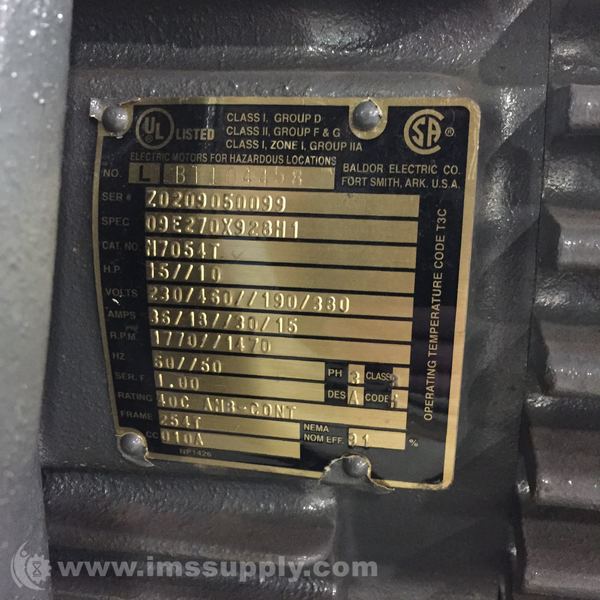 UL ® LISTED
CLASS I, GROUP D
CLASS II, GROUP F & G
CLASS I, ZONE I, GROUP IIA
SA ®
ELECTRIC MOTORS FOR HAZARDOUS LOCATIONS
BALDOR ELECTRIC CO.
FORT SMITH, ARK. U.S.A.
NO. L
SER # Z0209050099
SPEC 09E270X928H1
CAT. NO. M7054T
H.P. 15//10
VOLTS 230/460//190/380
AMPS 36/18//30/15
R.P.M. 1770//1470
HZ 60//50 PH 3 CLASS
SER. F. 1.00 DES A CODE
RATING 40C AMB-CONT
FRAME 254T NEMA
CC 010A NOM EFF. 91 %
NP1426
OPERATING TEMPERATURE CODE T3C
www.imssupply.com